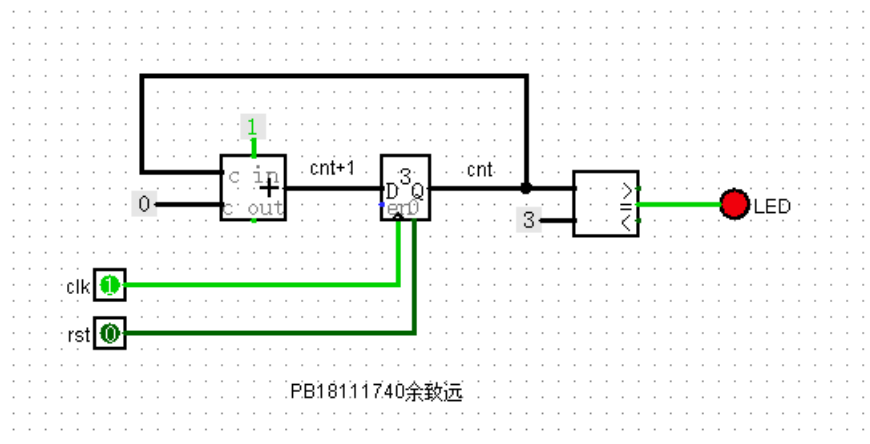 1
c in
+
cnt+1
3
cnt
D Q
0
c out
en 0
>
=
<
3
LED
clk 1
rst 0
PB18111740余致远